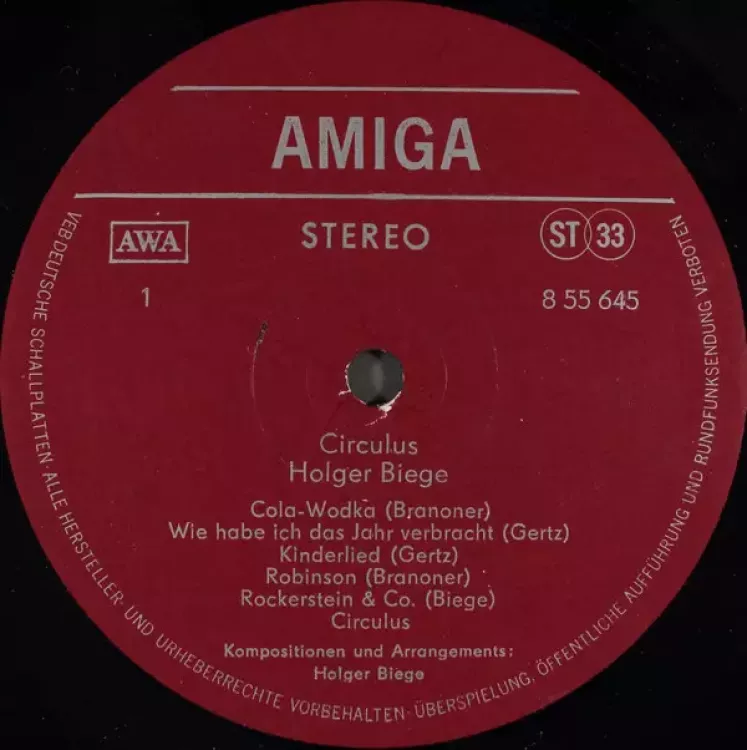 AMIGA
AWA
STEREO
ST 33
1
8 55 645
Circulus
Holger Biege
Cola-Wodka (Branoner)
Wie habe ich das Jahr verbracht (Gertz)
Kinderlied (Gertz)
Robinson (Branoner)
Rockerstein & Co. (Biege)
Circulus
Kompositionen und Arrangements:
Holger Biege
VEB DEUTSCHE SCHALLPLATTEN · ALLE HERSTELLER- UND URHEBERRECHTE VORBEHALTEN · ÜBERSPIELUNG, ÖFFENTLICHE AUFFÜHRUNG UND RUNDFUNKSENDUNG VERBOTEN